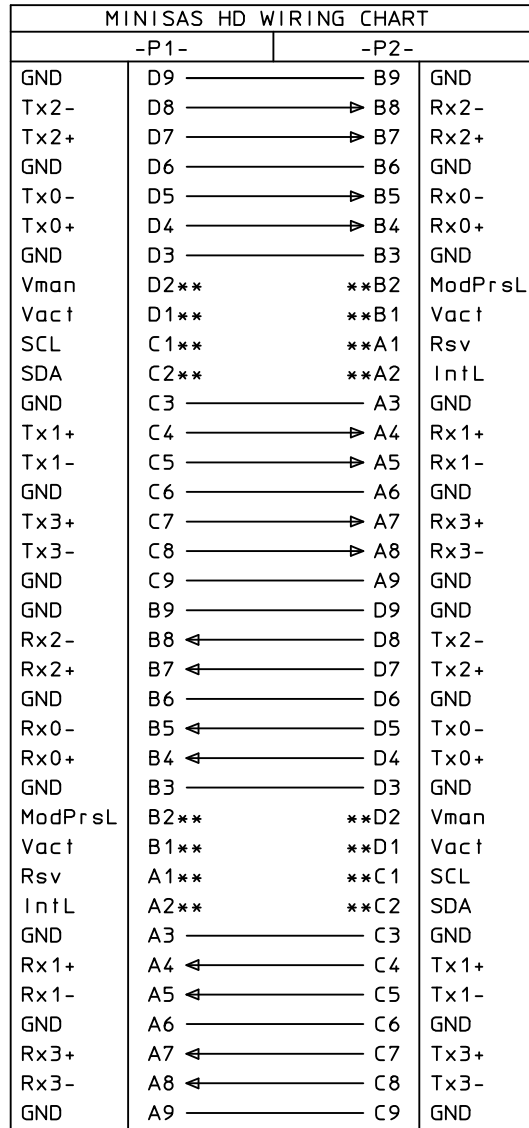 MINISAS HD WIRING CHART
-P1- -P2-
GND D9 B9 GND
Tx2- D8 B8 Rx2-
Tx2+ D7 B7 Rx2+
GND D6 B6 GND
Tx0- D5 B5 Rx0-
Tx0+ D4 B4 Rx0+
GND D3 B3 GND
Vman D2** **B2 ModPrsL
Vact D1** **B1 Vact
SCL C1** **A1 Rsv
SDA C2** **A2 IntL
GND C3 A3 GND
Tx1+ C4 A4 Rx1+
Tx1- C5 A5 Rx1-
GND C6 A6 GND
Tx3+ C7 A7 Rx3+
Tx3- C8 A8 Rx3-
GND C9 A9 GND
GND B9 D9 GND
Rx2- B8 D8 Tx2-
Rx2+ B7 D7 Tx2+
GND B6 D6 GND
Rx0- B5 D5 Tx0-
Rx0+ B4 D4 Tx0+
GND B3 D3 GND
ModPrsL B2** **D2 Vman
Vact B1** **D1 Vact
Rsv A1** **C1 SCL
IntL A2** **C2 SDA
GND A3 C3 GND
Rx1+ A4 C4 Tx1+
Rx1- A5 C5 Tx1-
GND A6 C6 GND
Rx3+ A7 C7 Tx3+
Rx3- A8 C8 Tx3-
GND A9 C9 GND